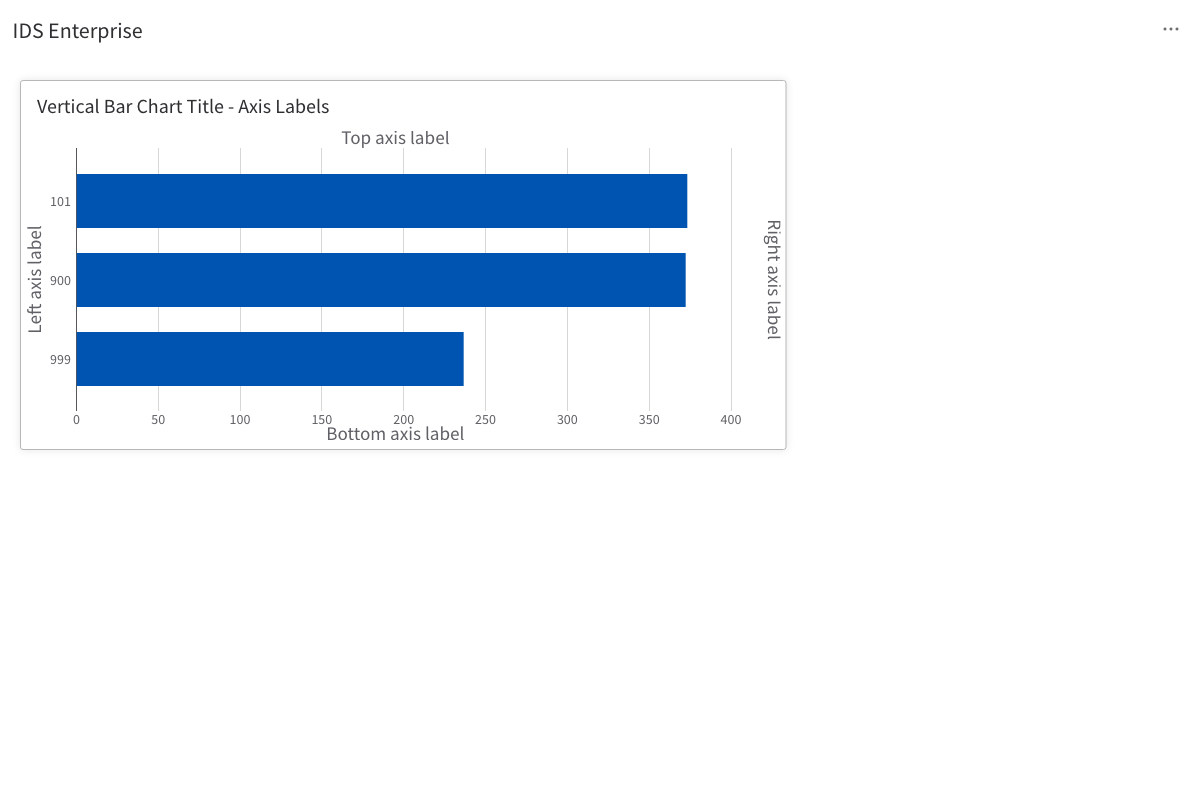 IDS Enterprise
Vertical Bar Chart Title - Axis Labels
Top axis label
Left axis label
101
900
999
Right axis label
0 50 100 150 200 250 300 350 400
Bottom axis label